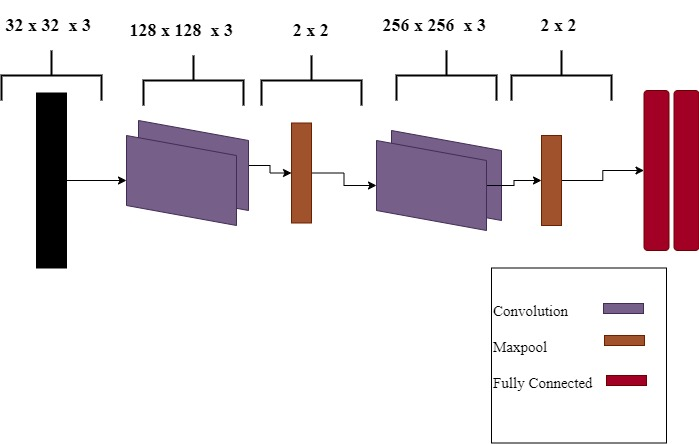 32 x 32 x 3
128 x 128 x 3
2 x 2
256 x 256 x 3
2 x 2
Convolution
Maxpool
Fully Connected